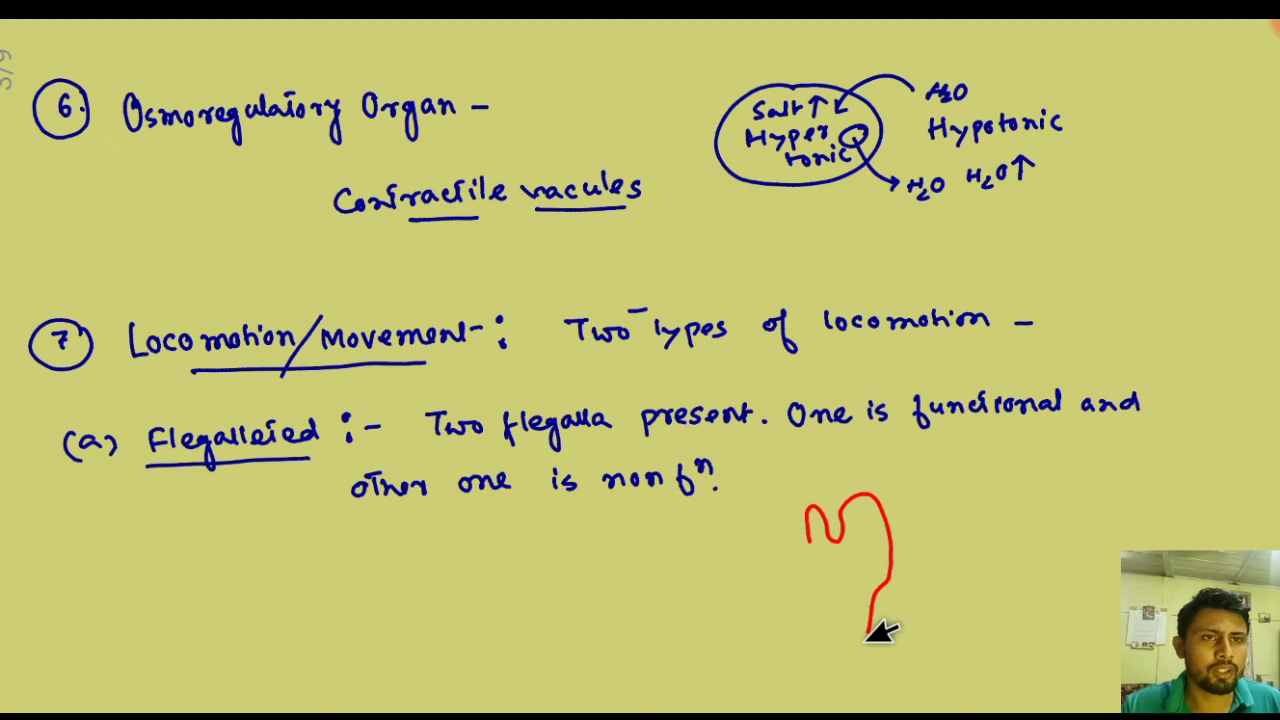 6. Osmoregulatory Organ -
Contractile vacules
Salt↑
Hyper
tonic
H2O
Hypotonic
H2O H2O↑
7 Locomotion/Movement-: Two types of locomotion -
(a) Flegalleted :- Two flegalla present. One is functional and
other one is non fn.